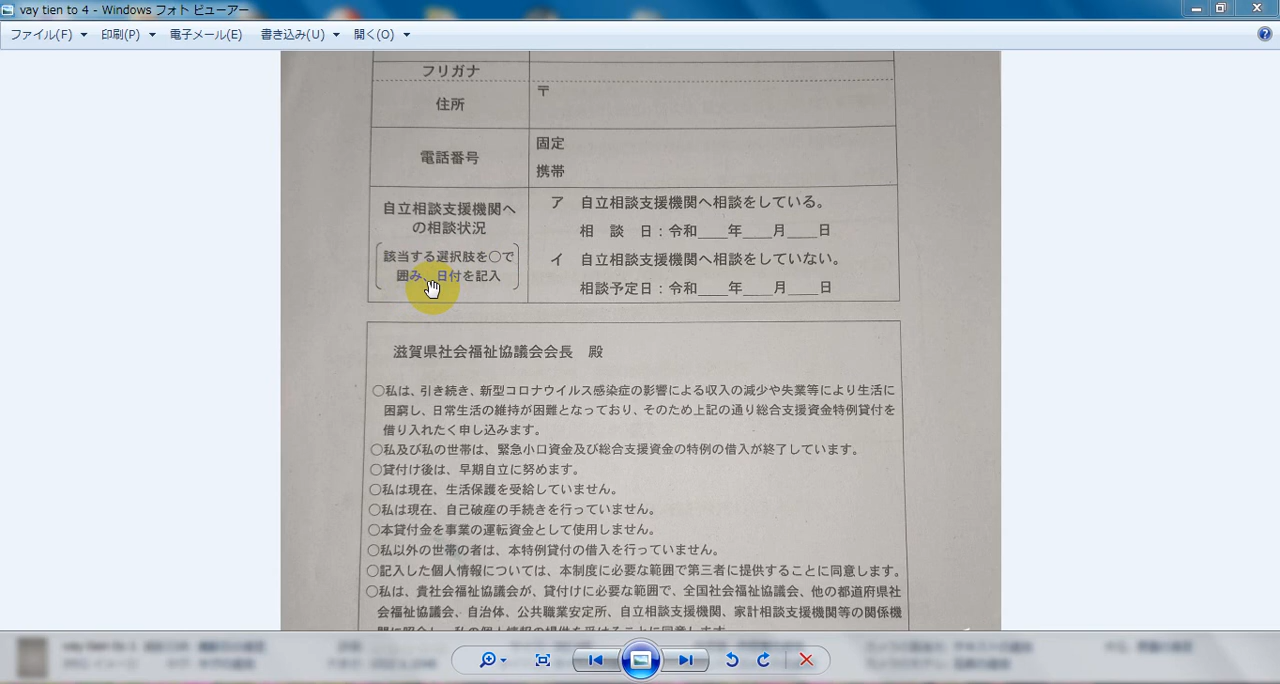 vay tien to 4 - Windows フォト ビューアー
ファイル(F) 印刷(P) 電子メール(E) 書き込み(U) 開く(O)
フリガナ
住所
〒
電話番号
固定
携帯
自立相談支援機関へ
の相談状況
該当する選択肢を○で
囲み、日付を記入
ア 自立相談支援機関へ相談をしている。
相 談 日：令和____年____月____日
イ 自立相談支援機関へ相談をしていない。
相談予定日：令和____年____月____日
滋賀県社会福祉協議会会長 殿
○私は、引き続き、新型コロナウイルス感染症の影響による収入の減少や失業等により生活に
困窮し、日常生活の維持が困難となっており、そのため上記の通り総合支援資金特例貸付を
借り入れたく申し込みます。
○私及び私の世帯は、緊急小口資金及び総合支援資金の特例の借入が終了しています。
○貸付け後は、早期自立に努めます。
○私は現在、生活保護を受給していません。
○私は現在、自己破産の手続きを行っていません。
○本貸付金を事業の運転資金として使用しません。
○私以外の世帯の者は、本特例貸付の借入を行っていません。
○記入した個人情報については、本制度に必要な範囲で第三者に提供することに同意します。
○私は、貴社会福祉協議会が、貸付けに必要な範囲で、全国社会福祉協議会、他の都道府県社
会福祉協議会、自治体、公共職業安定所、自立相談支援機関、家計相談支援機関等の関係機